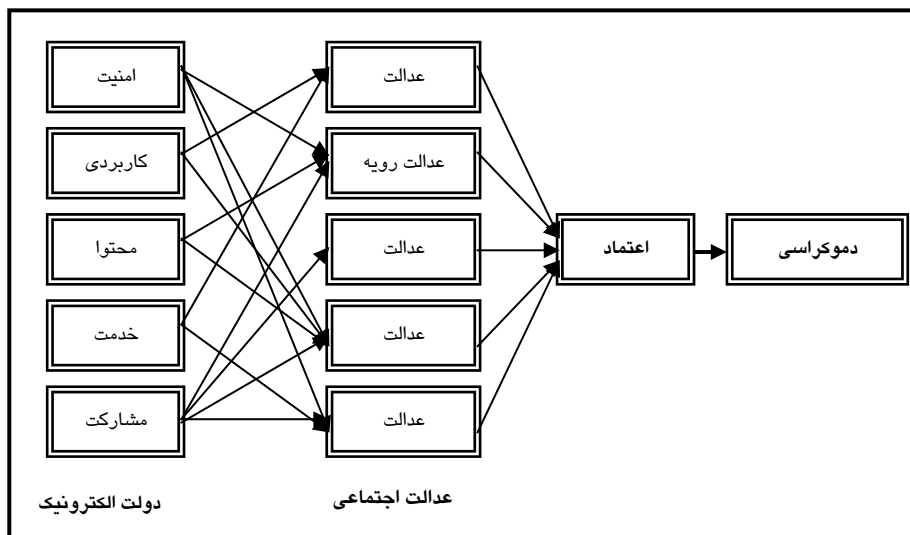 امنیت
عدالت
کاربردی
عدالت رویه
محتوا
عدالت
اعتماد
دموکراسی
خدمت
عدالت
مشارکت
عدالت
دولت الکترونیک
عدالت اجتماعی